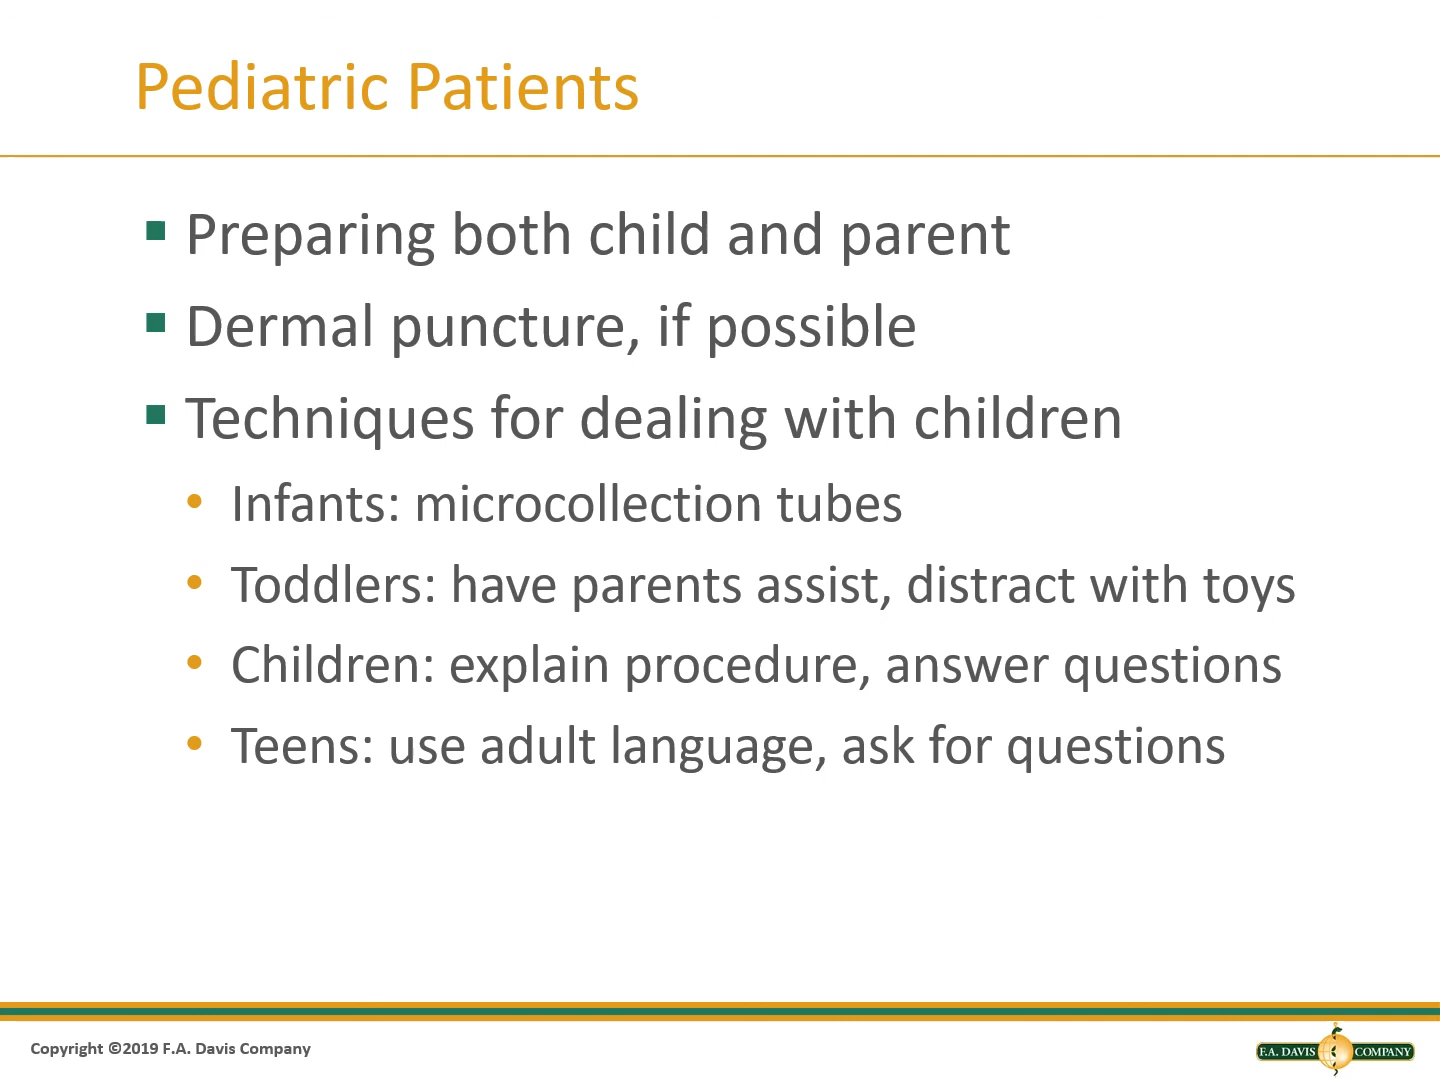 Pediatric Patients
▪ Preparing both child and parent
▪ Dermal puncture, if possible
▪ Techniques for dealing with children
• Infants: microcollection tubes
• Toddlers: have parents assist, distract with toys
• Children: explain procedure, answer questions
• Teens: use adult language, ask for questions
Copyright ©2019 F.A. Davis Company
F.A. DAVIS COMPANY